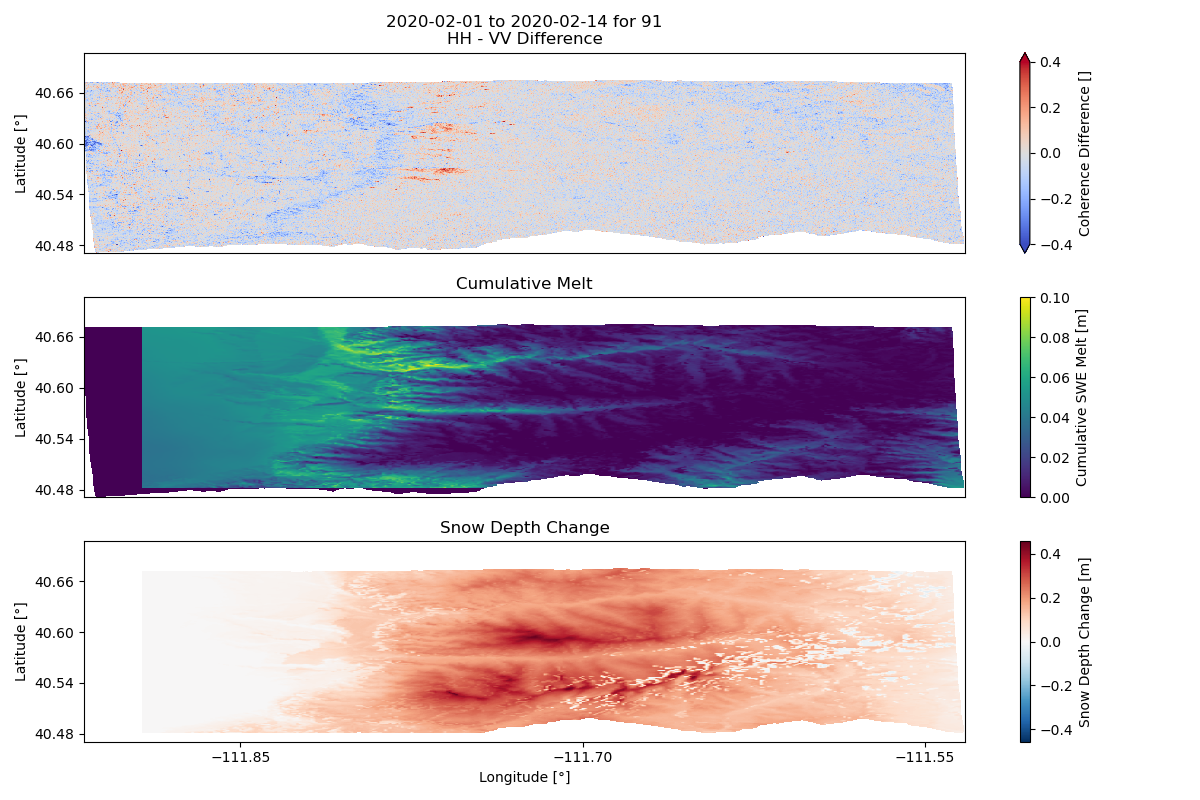 2020-02-01 to 2020-02-14 for 91
HH - VV Difference
40.66
40.60
40.54
40.48
Latitude [°]
0.4
0.2
0.0
−0.2
−0.4
Coherence Difference []
Cumulative Melt
40.66
40.60
40.54
40.48
Latitude [°]
0.10
0.08
0.06
0.04
0.02
0.00
Cumulative SWE Melt [m]
Snow Depth Change
40.66
40.60
40.54
40.48
Latitude [°]
−111.85
−111.70
−111.55
Longitude [°]
0.4
0.2
0.0
−0.2
−0.4
Snow Depth Change [m]